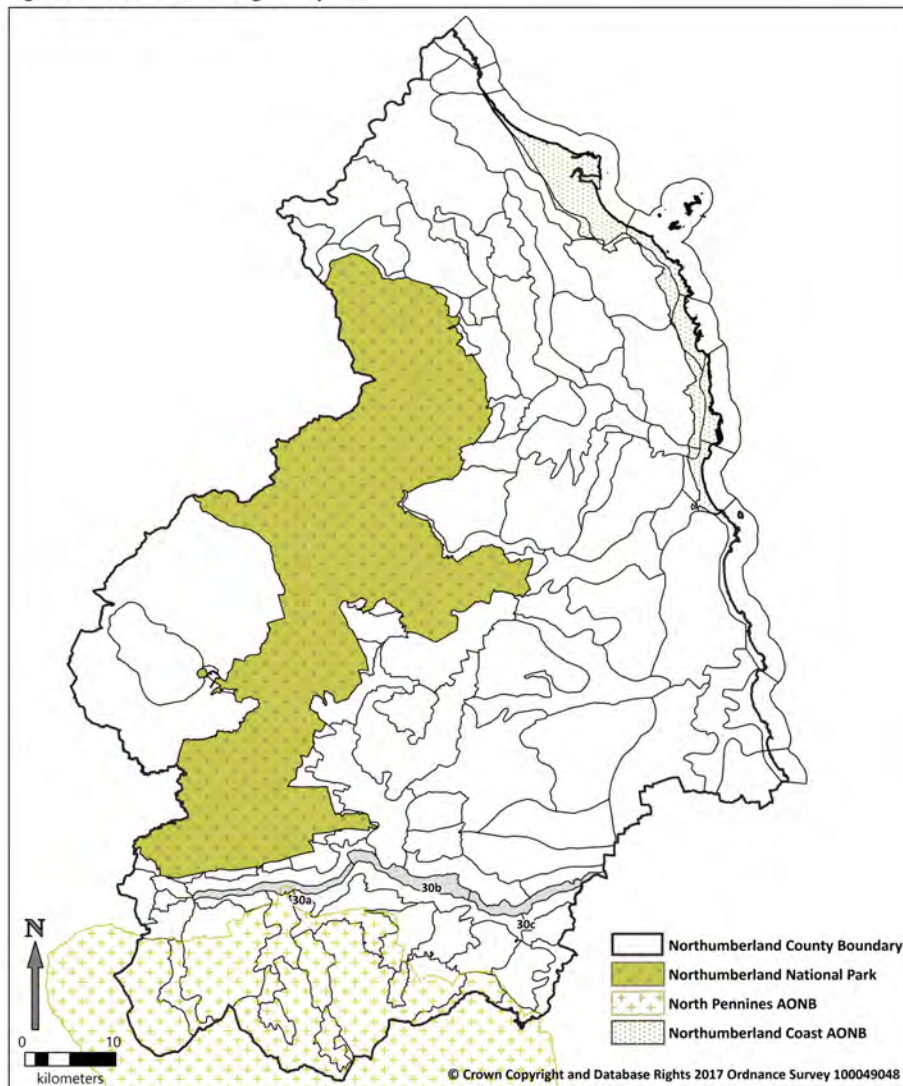 30a
30b
30c
N
0 10
kilometers
Northumberland County Boundary
Northumberland National Park
North Pennines AONB
Northumberland Coast AONB
© Crown Copyright and Database Rights 2017 Ordnance Survey 100049048